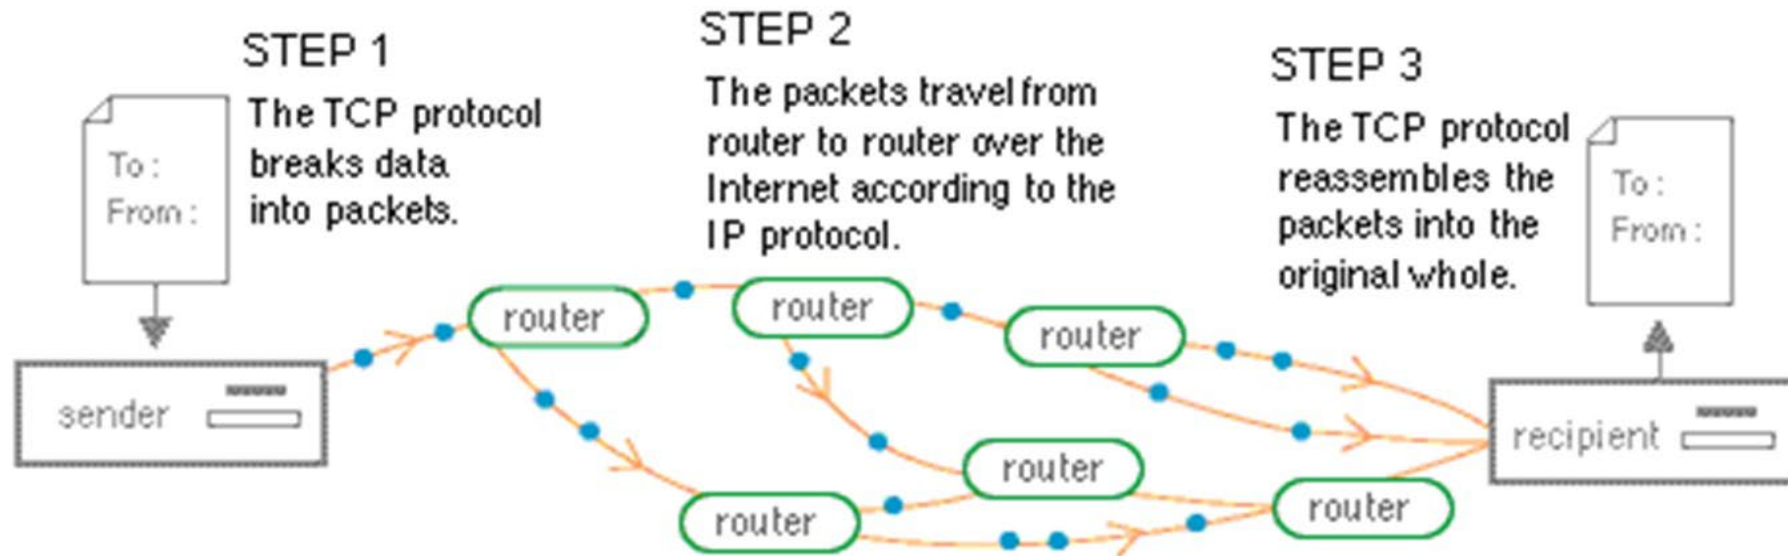 STEP 1
The TCP protocol
breaks data
into packets.
To :
From :
STEP 2
The packets travel from
router to router over the
Internet according to the
IP protocol.
STEP 3
The TCP protocol
reassembles the
packets into the
original whole.
To :
From :
router
router
router
sender
recipient
router
router
router